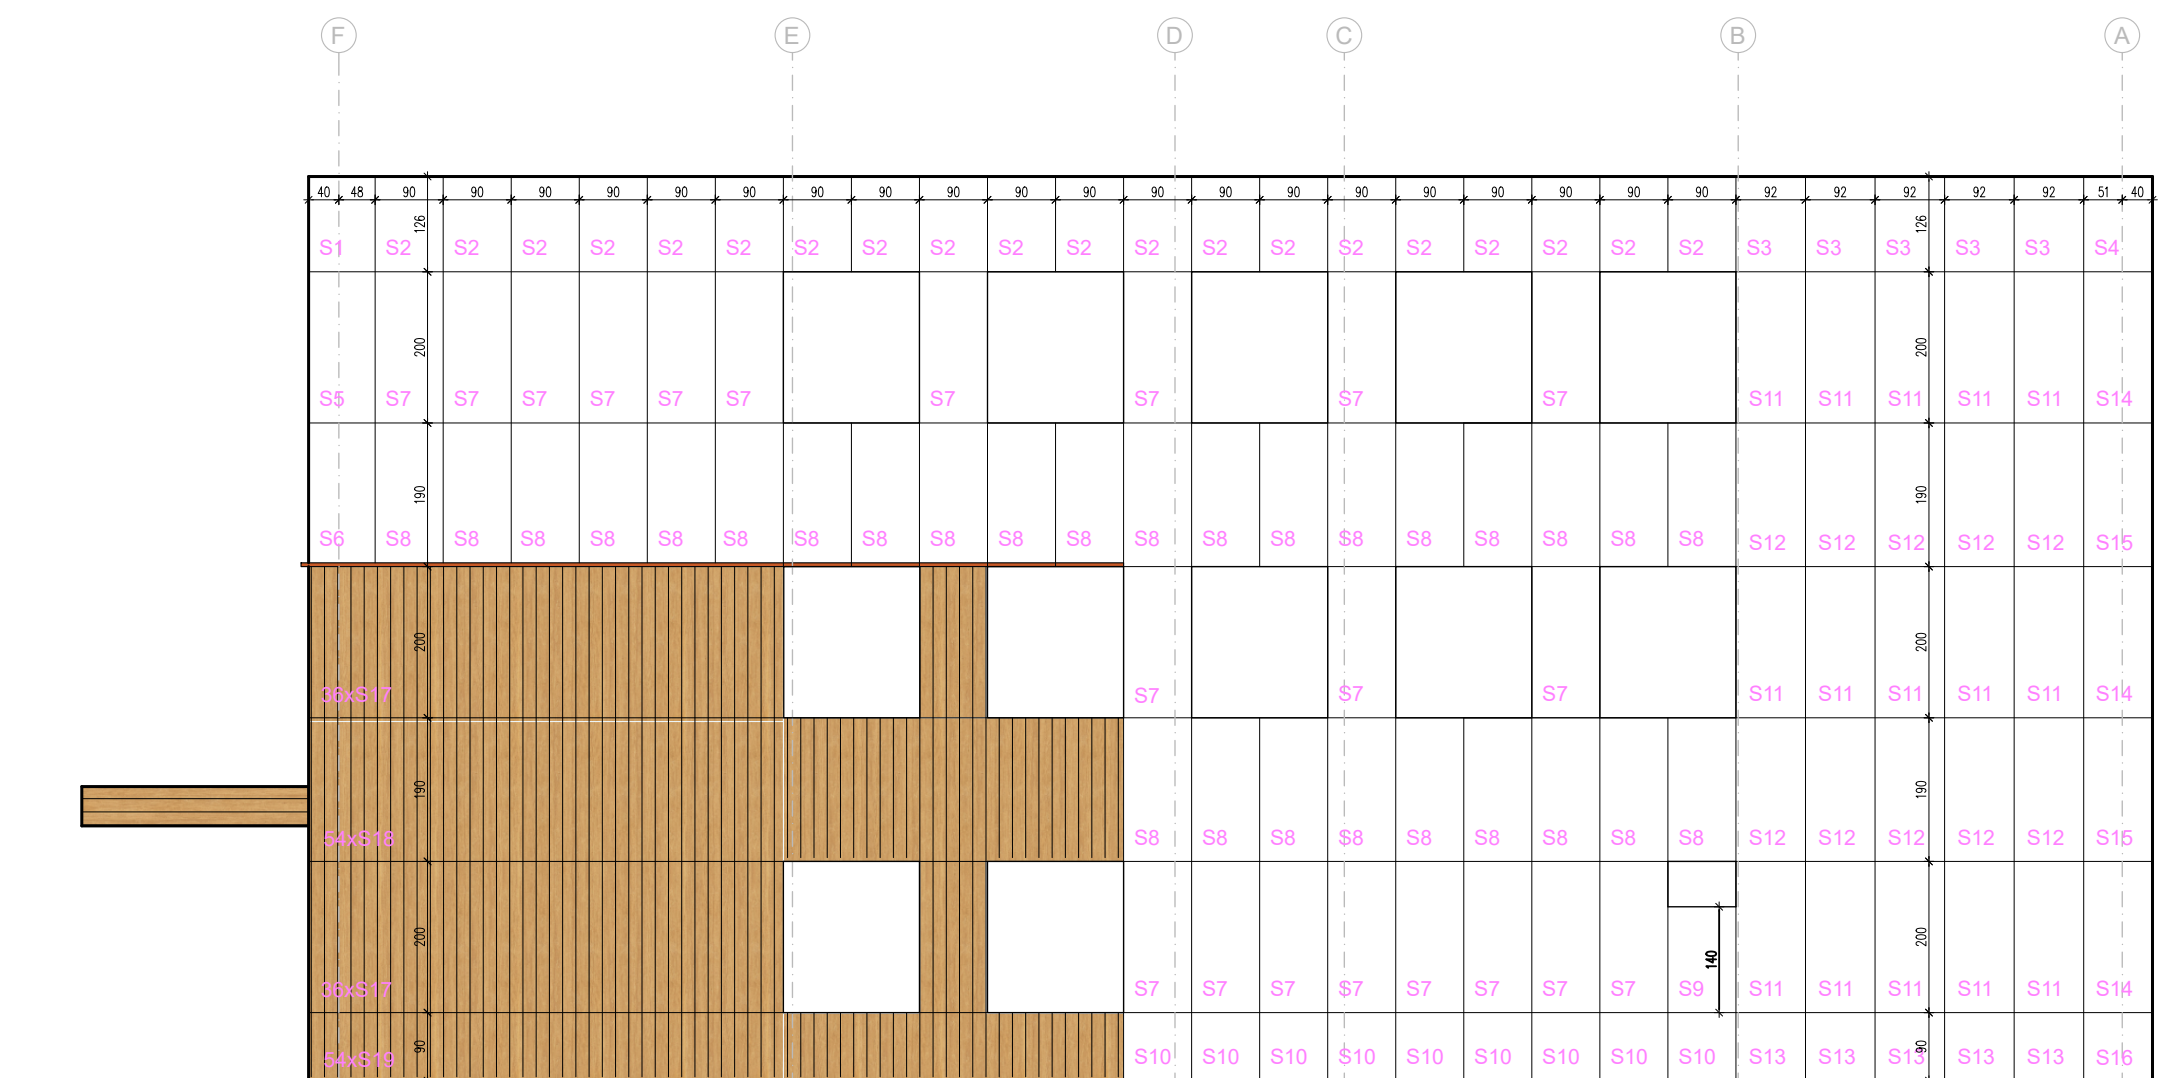 F E D C B A
40 48 90 90 90 90 90 90 90 90 90 90 90 90 90 90 90 90 90 90 90 90 92 92 92 92 92 51 40
126 126
S1 S2 S2 S2 S2 S2 S2 S2 S2 S2 S2 S2 S2 S2 S2 S2 S2 S2 S2 S2 S2 S3 S3 S3 S3 S3 S4
200 200
S5 S7 S7 S7 S7 S7 S7 S7 S7 S7 S7 S11 S11 S11 S11 S11 S14
190 190
S6 S8 S8 S8 S8 S8 S8 S8 S8 S8 S8 S8 S8 S8 S8 S8 S8 S8 S8 S8 S8 S12 S12 S12 S12 S12 S15
200 200
36xS17 S7 S7 S7 S11 S11 S11 S11 S11 S14
190 190
54xS18 S8 S8 S8 S8 S8 S8 S8 S8 S8 S12 S12 S12 S12 S12 S15
200 140 200
36xS17 S7 S7 S7 S7 S7 S7 S7 S7 S9 S11 S11 S11 S11 S11 S14
90 90
54xS19 S10 S10 S10 S10 S10 S10 S10 S10 S10 S13 S13 S13 S13 S13 S16